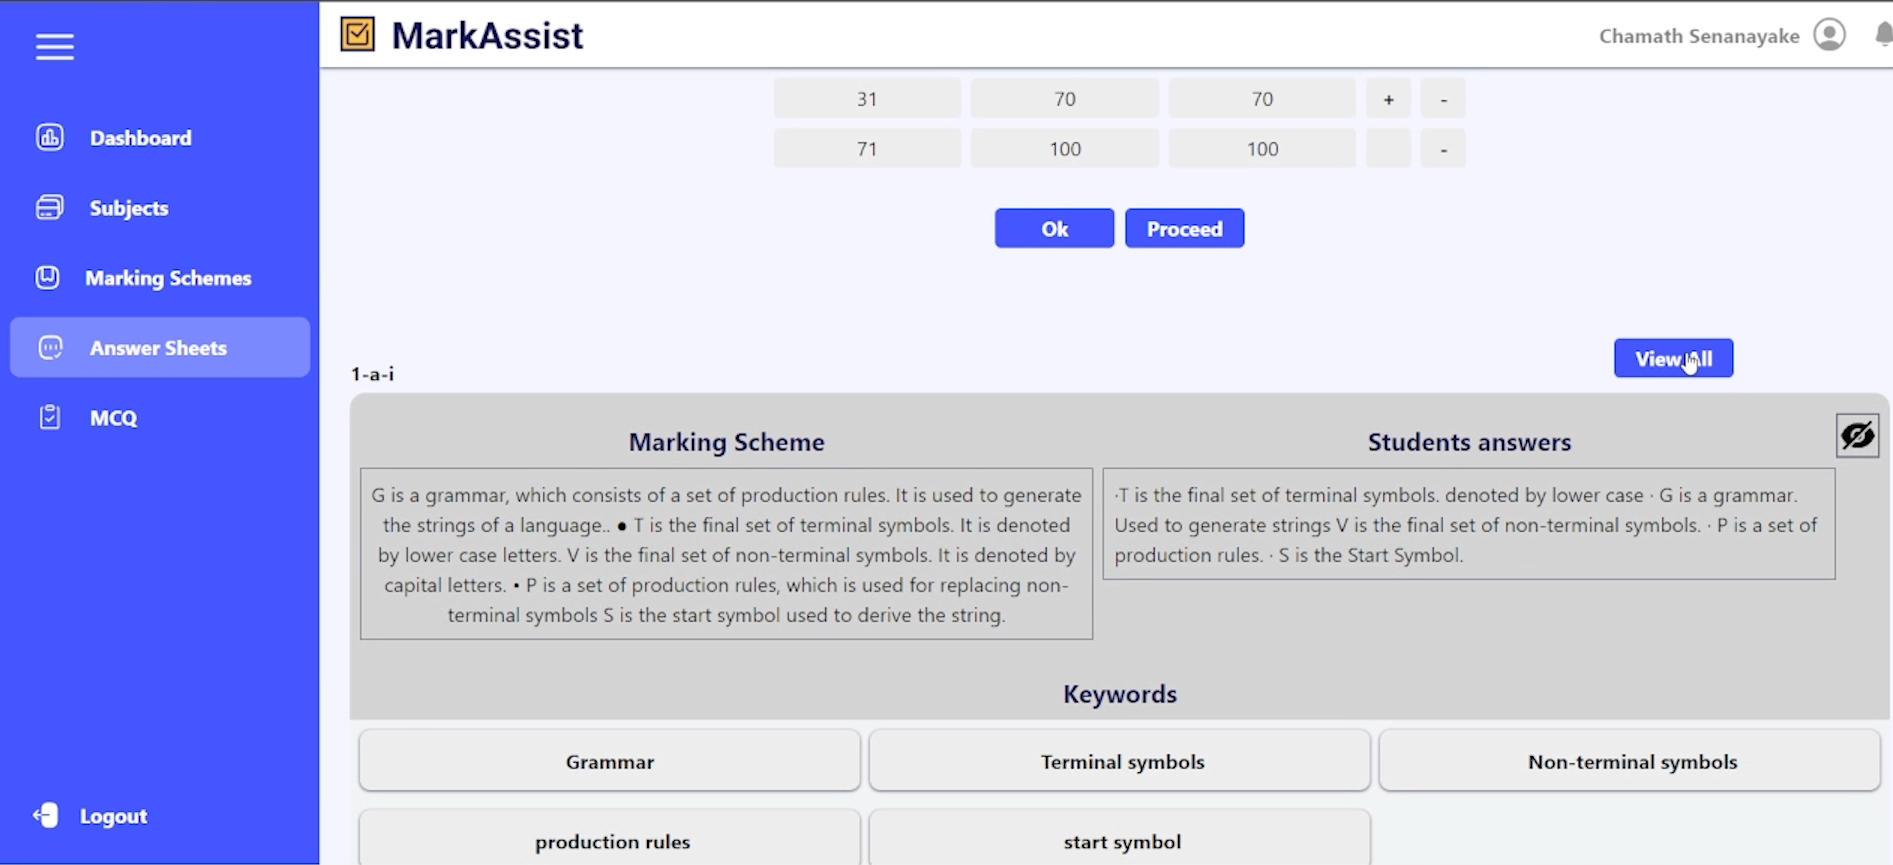 MarkAssist
Chamath Senanayake
Dashboard
Subjects
Marking Schemes
Answer Sheets
MCQ
Logout
31 70 70 + -
71 100 100 -
Ok Proceed
View All
1-a-i
Marking Scheme
G is a grammar, which consists of a set of production rules. It is used to generate
the strings of a language.. ● T is the final set of terminal symbols. It is denoted
by lower case letters. V is the final set of non-terminal symbols. It is denoted by
capital letters. • P is a set of production rules, which is used for replacing non-
terminal symbols S is the start symbol used to derive the string.
Students answers
·T is the final set of terminal symbols. denoted by lower case · G is a grammar.
Used to generate strings V is the final set of non-terminal symbols. · P is a set of
production rules. · S is the Start Symbol.
Keywords
Grammar
Terminal symbols
Non-terminal symbols
production rules
start symbol